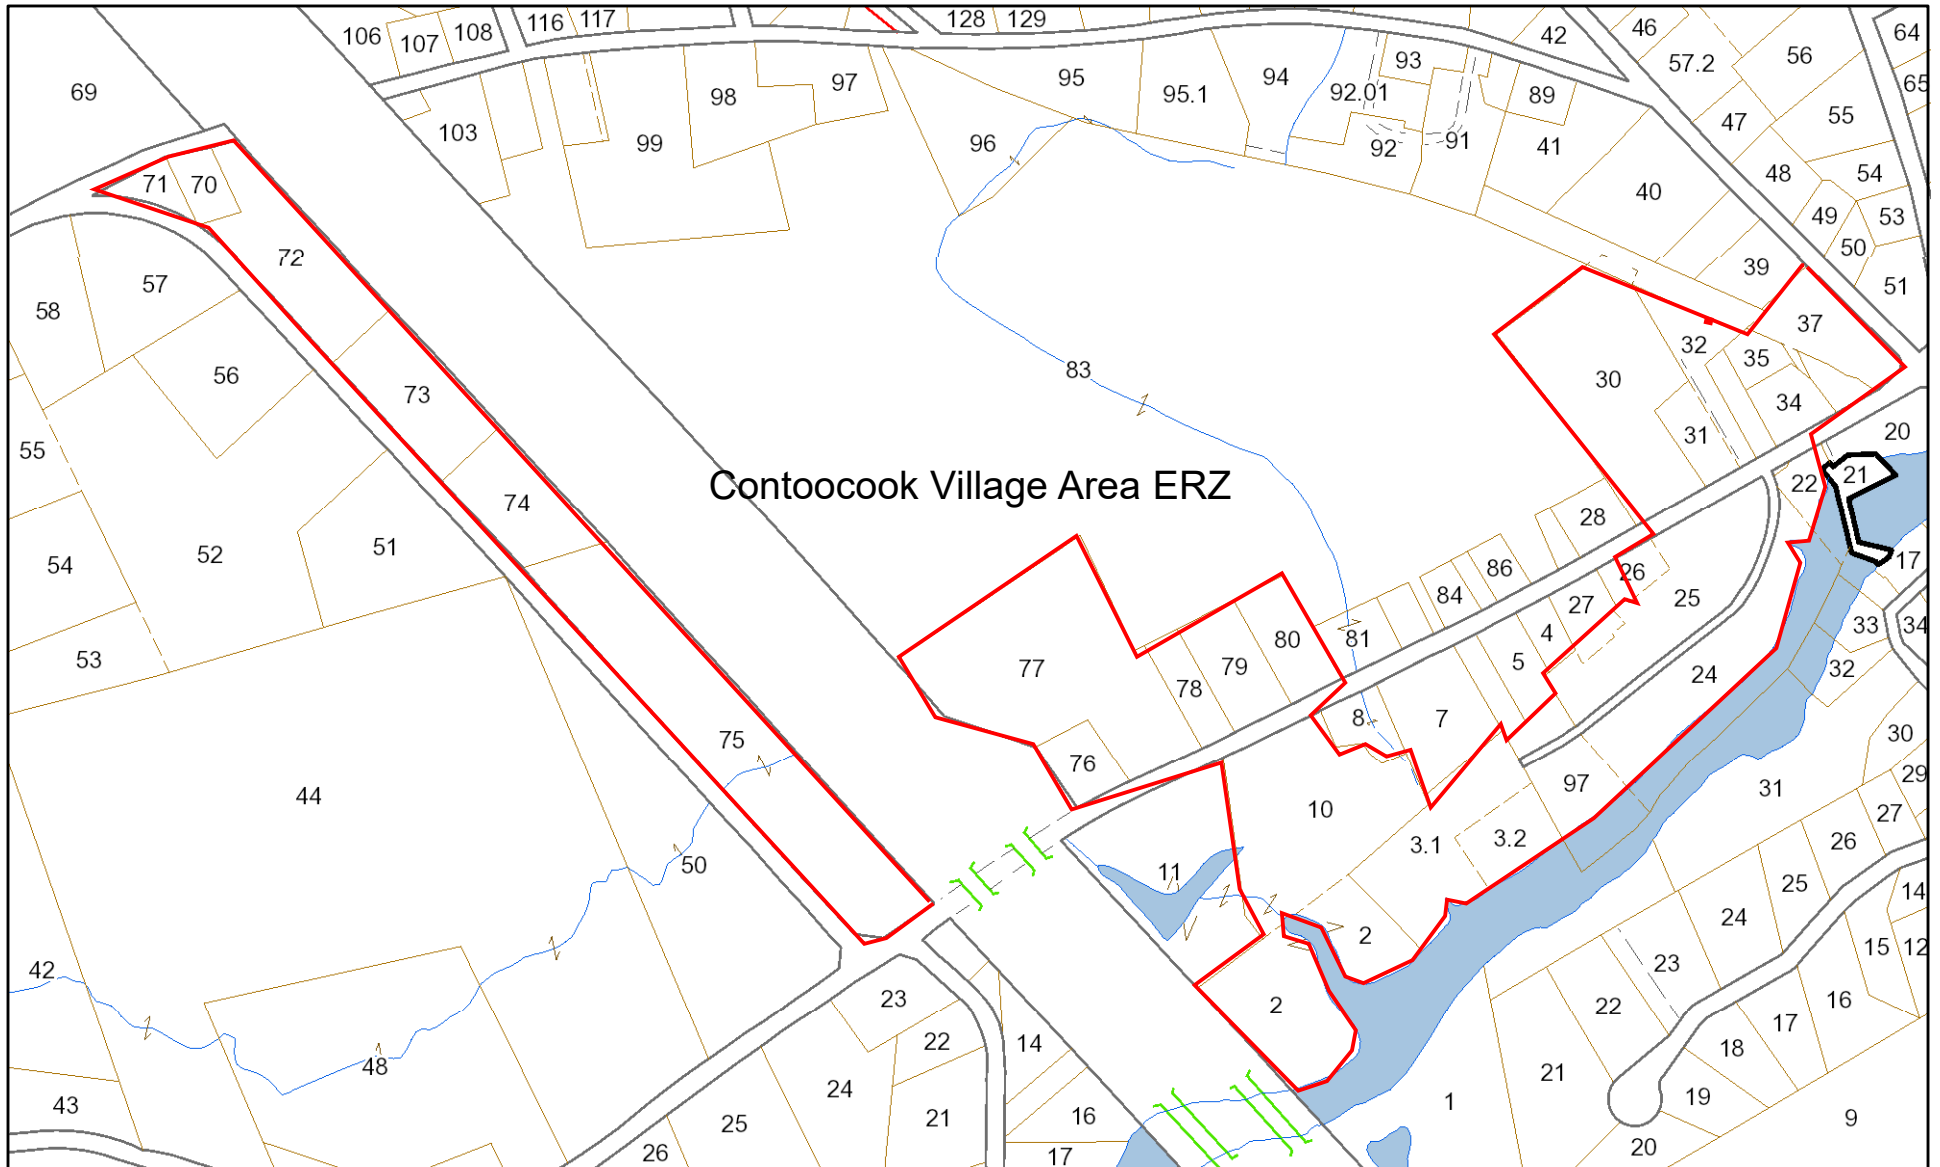 106 107 108 116 117 128 129 42 46 57.2 56 64
69 103 99 98 97 96 95 95.1 94 93 92.01 92 91 89 41 40 47 55 65
71 70 72 48 54 49 53 50 39 51
58 57 56 73 83 30 32 35 37 34 31 20
55 74 Contoocook Village Area ERZ 28 22 21
54 52 51 86 84 26 27 25 17
53 77 78 79 80 81 4 5 33 34
75 76 8 7 24 32 30
44 50 11 10 3.1 3.2 97 31 29 27 26
42 2 25 24 14 15 12
23 2 23 22 16 17
48 22 14 18
43 24 21 16 1 21 19 9
25 26 17 20